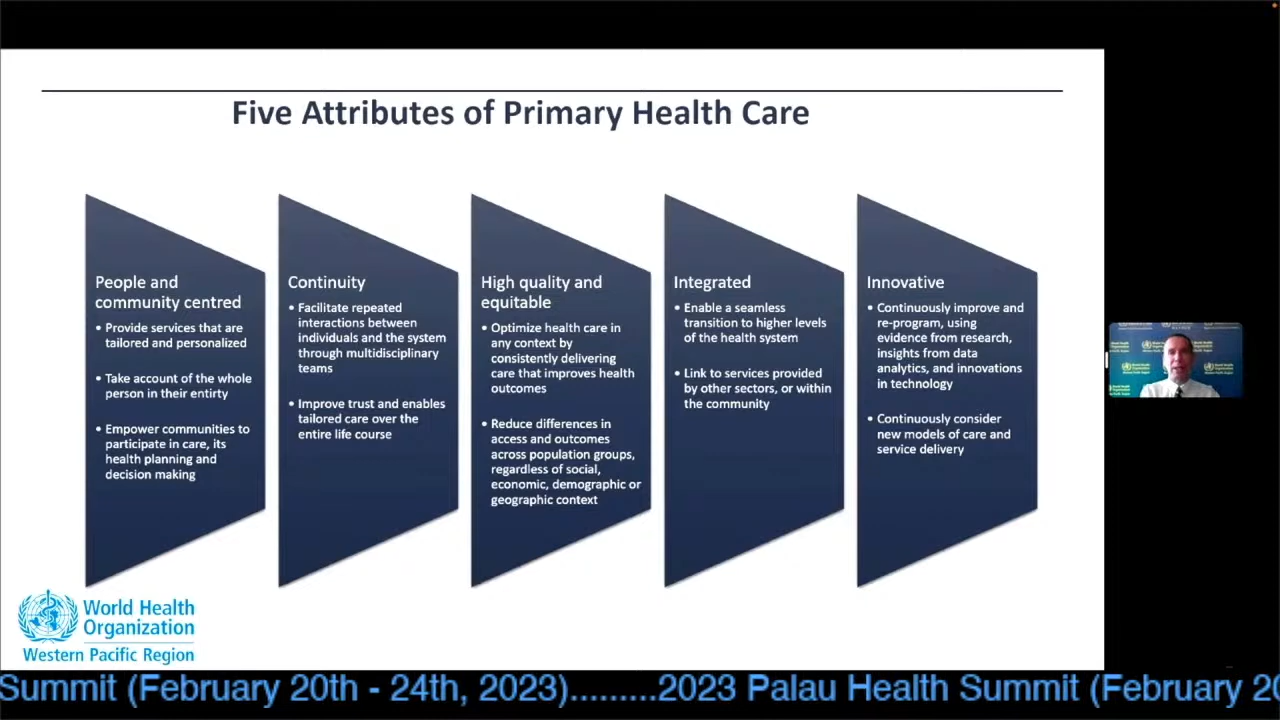 Five Attributes of Primary Health Care
People and
community centred
• Provide services that are
tailored and personalized
• Take account of the whole
person in their entirty
• Empower communities to
participate in care, its
health planning and
decision making
Continuity
• Facilitate repeated
interactions between
individuals and the system
through multidisciplinary
teams
• Improve trust and enables
tailored care over the
entire life course
High quality and
equitable
• Optimize health care in
any context by
consistently delivering
care that improves health
outcomes
• Reduce differences in
access and outcomes
across population groups,
regardless of social,
economic, demographic or
geographic context
Integrated
• Enable a seamless
transition to higher levels
of the health system
• Link to services provided
by other sectors, or within
the community
Innovative
• Continuously improve and
re-program, using
evidence from research,
insights from data
analytics, and innovations
in technology
• Continuously consider
new models of care and
service delivery
World Health
Organization
Western Pacific Region
Summit (February 20th - 24th, 2023).........2023 Palau Health Summit (February 20